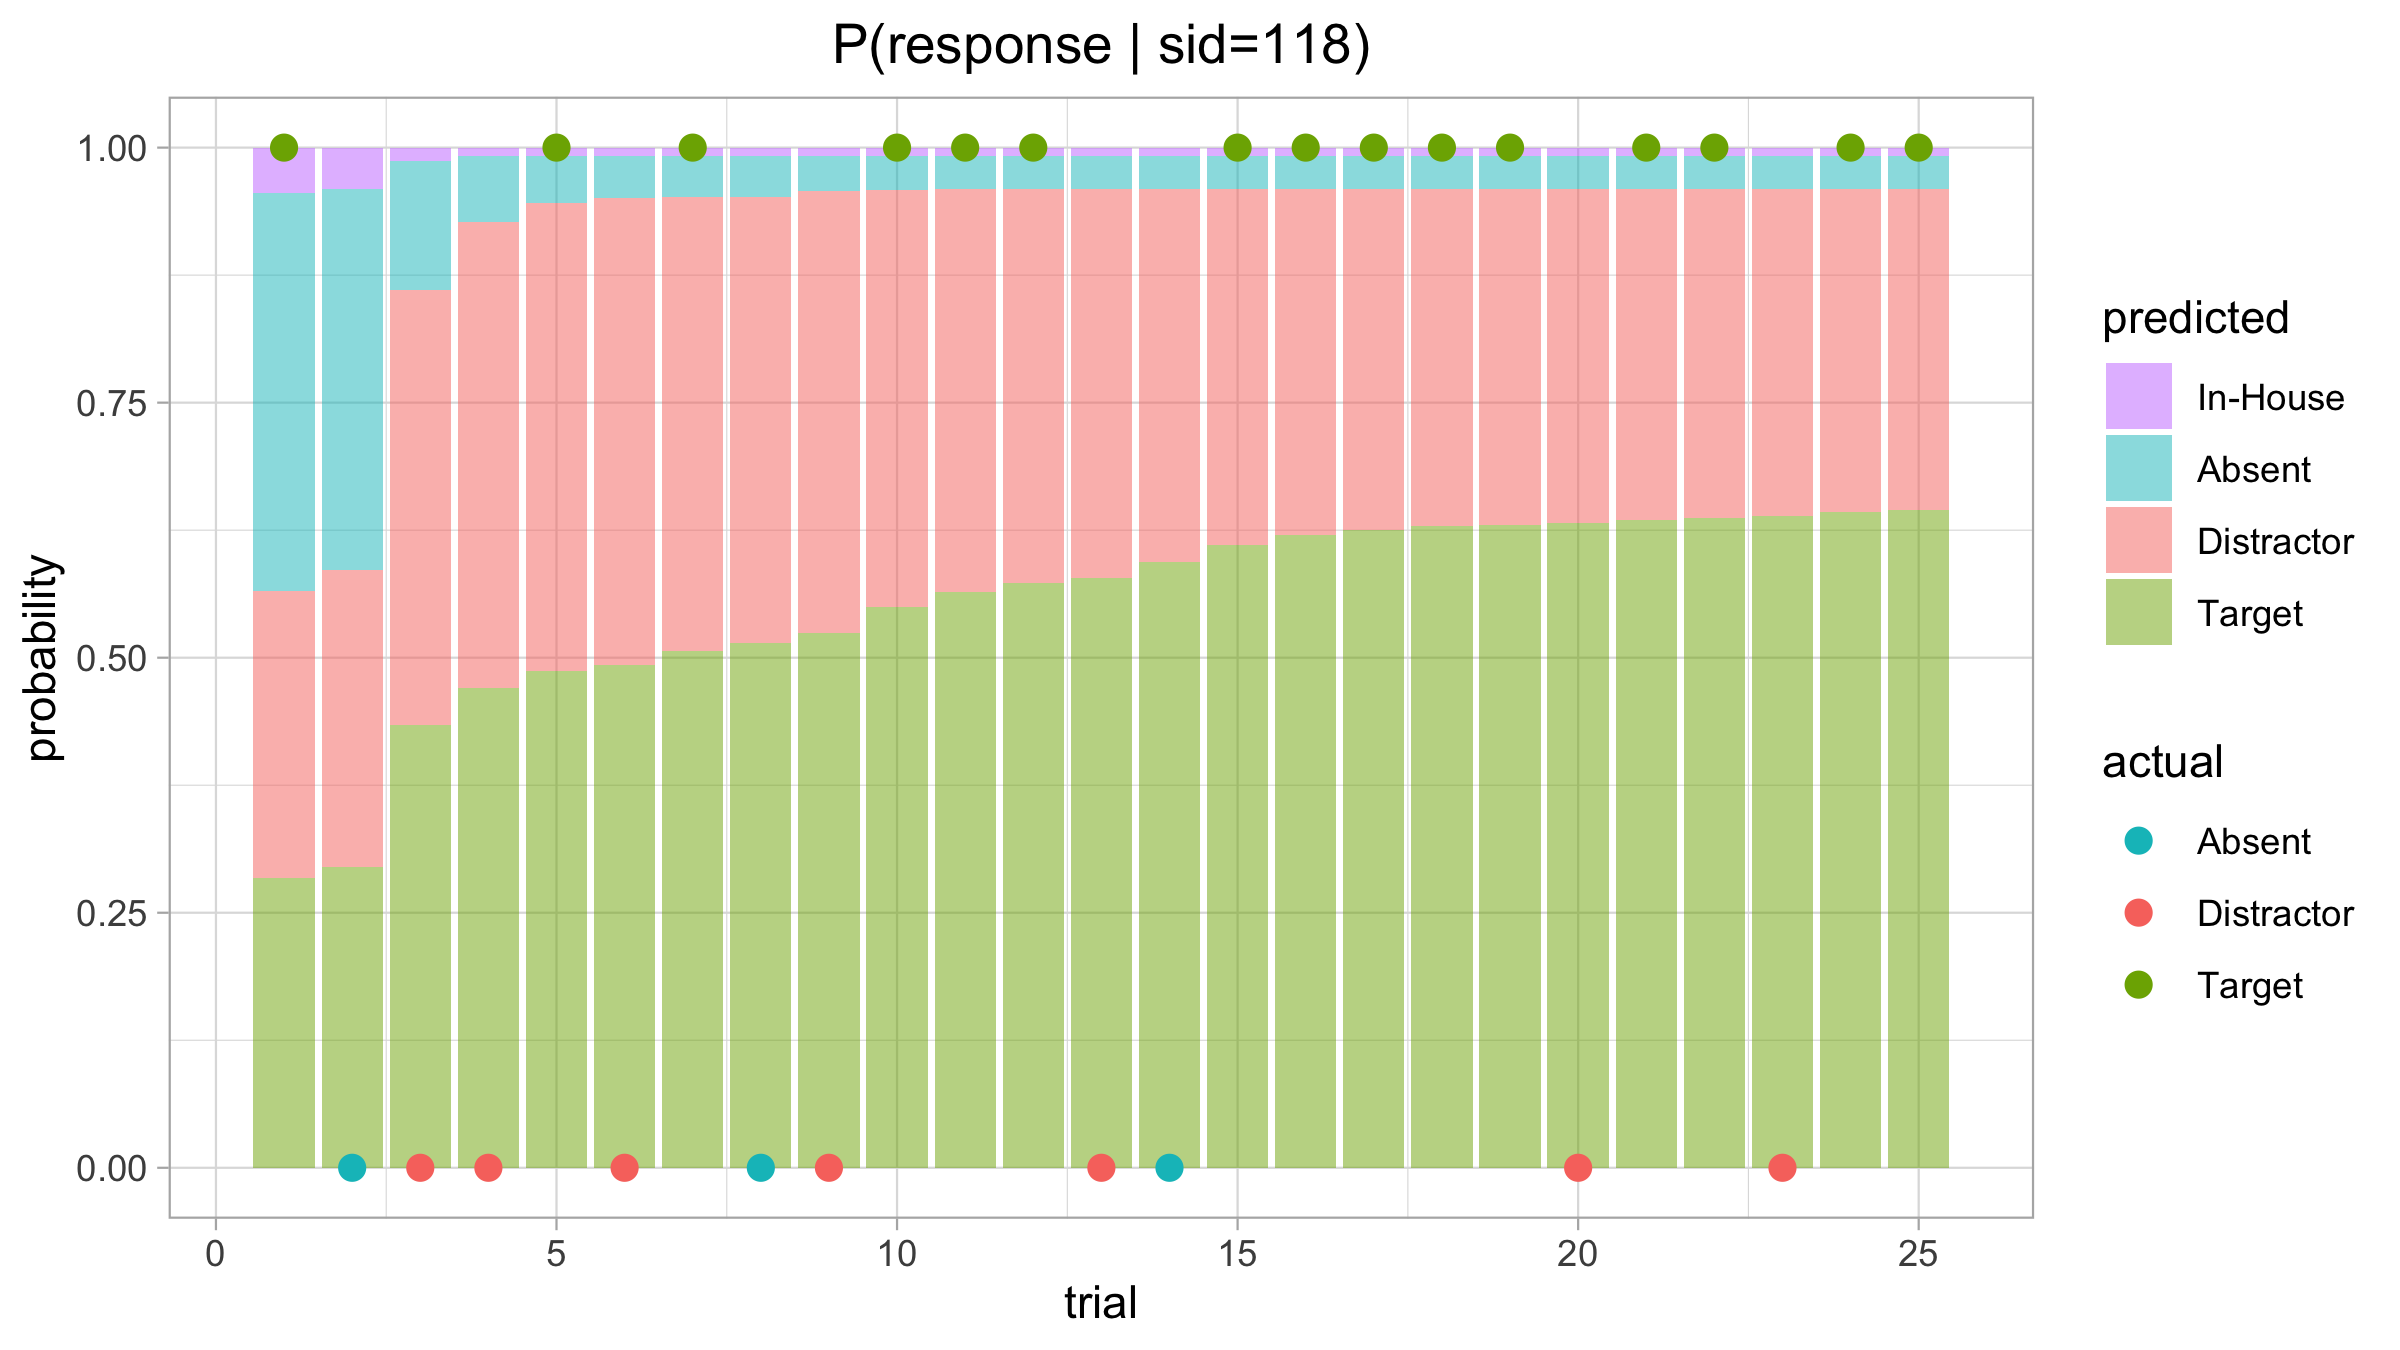 P(response | sid=118)
probability
1.00
0.75
0.50
0.25
0.00
0
5
10
15
20
25
trial
predicted
In-House
Absent
Distractor
Target
actual
Absent
Distractor
Target